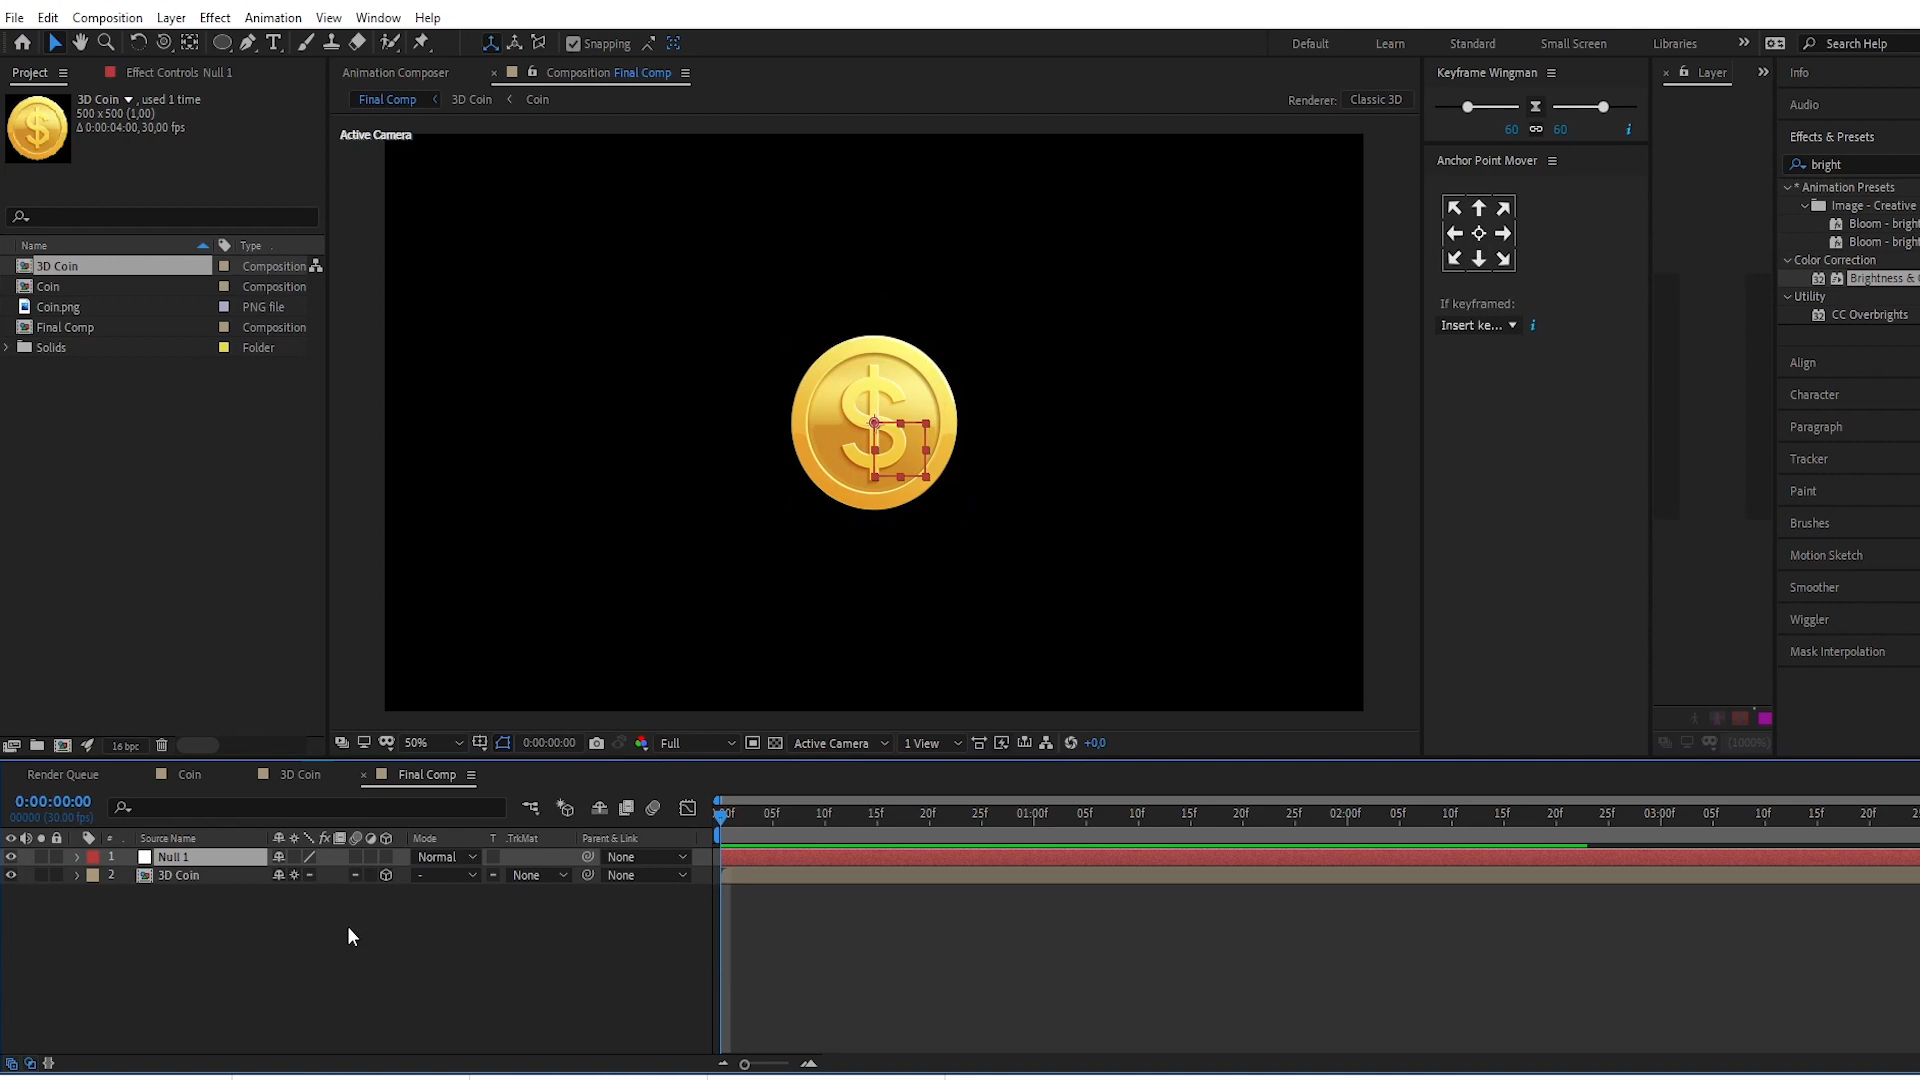 File Edit Composition Layer Effect Animation View Window Help
Snapping Default Learn Standard Small Screen Libraries Search Help
Project Effect Controls Null 1 Animation Composer Composition Final Comp Keyframe Wingman Layer Info
3D Coin , used 1 time
500 x 500 (1,00)
Δ 0:00:04:00, 30,00 fps
Final Comp 3D Coin Coin Renderer: Classic 3D
Active Camera
60 60
Anchor Point Mover
If keyframed:
Insert ke...
Audio
Effects & Presets
bright
* Animation Presets
Image - Creative
Bloom - bright
Bloom - bright
Color Correction
Brightness &
Utility
CC Overbrights
Align
Character
Paragraph
Tracker
Paint
Brushes
Motion Sketch
Smoother
Wiggler
Mask Interpolation
Name Type
3D Coin Composition
Coin Composition
Coin.png PNG file
Final Comp Composition
Solids Folder
$
16 bpc 50% 0:00:00:00 Full Active Camera 1 View +0,0 (1000%)
Render Queue Coin 3D Coin Final Comp
0:00:00:00
00000 (30.00 fps)
:00f 05f 10f 15f 20f 25f 01:00f 05f 10f 15f 20f 25f 02:00f 05f 10f 15f 20f 25f 03:00f 05f 10f 15f 20f
# Source Name fx Mode T .TrkMat Parent & Link
1 Null 1 Normal None
2 3D Coin - None None